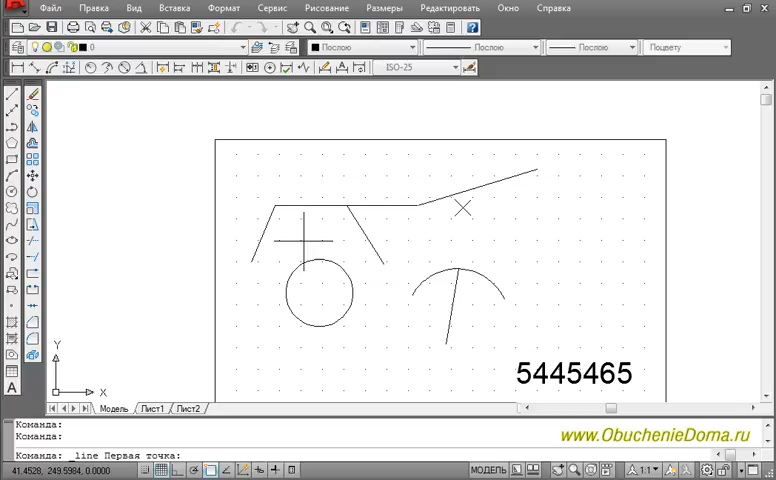 Файл Правка Вид Вставка Формат Сервис Рисование Размеры Редактировать Окно Справка
0 Послою Послою Послою Поцвету
ISO-25
5445465
Y
X
Модель Лист1 Лист2
Команда:
Команда:
www.ObuchenieDoma.ru
Команда: _line Первая точка:
41.4528, 249.5984, 0.0000 МОДЕЛЬ 1:1